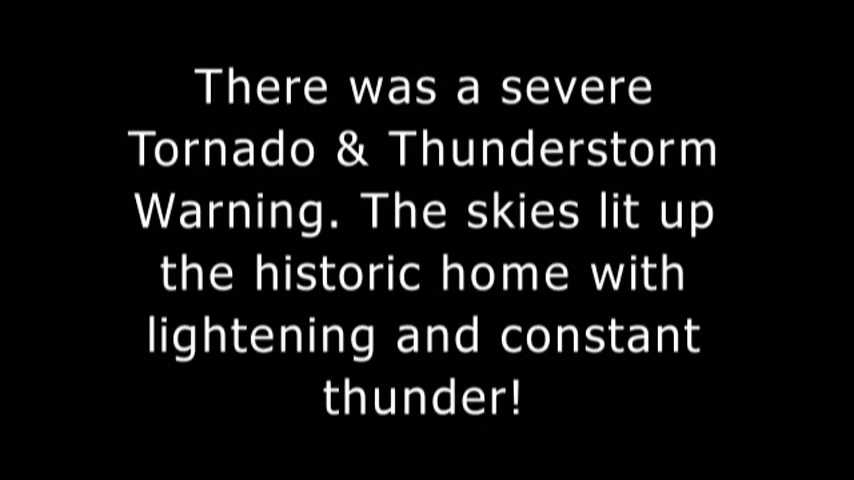 There was a severe
Tornado & Thunderstorm
Warning. The skies lit up
the historic home with
lightening and constant
thunder!